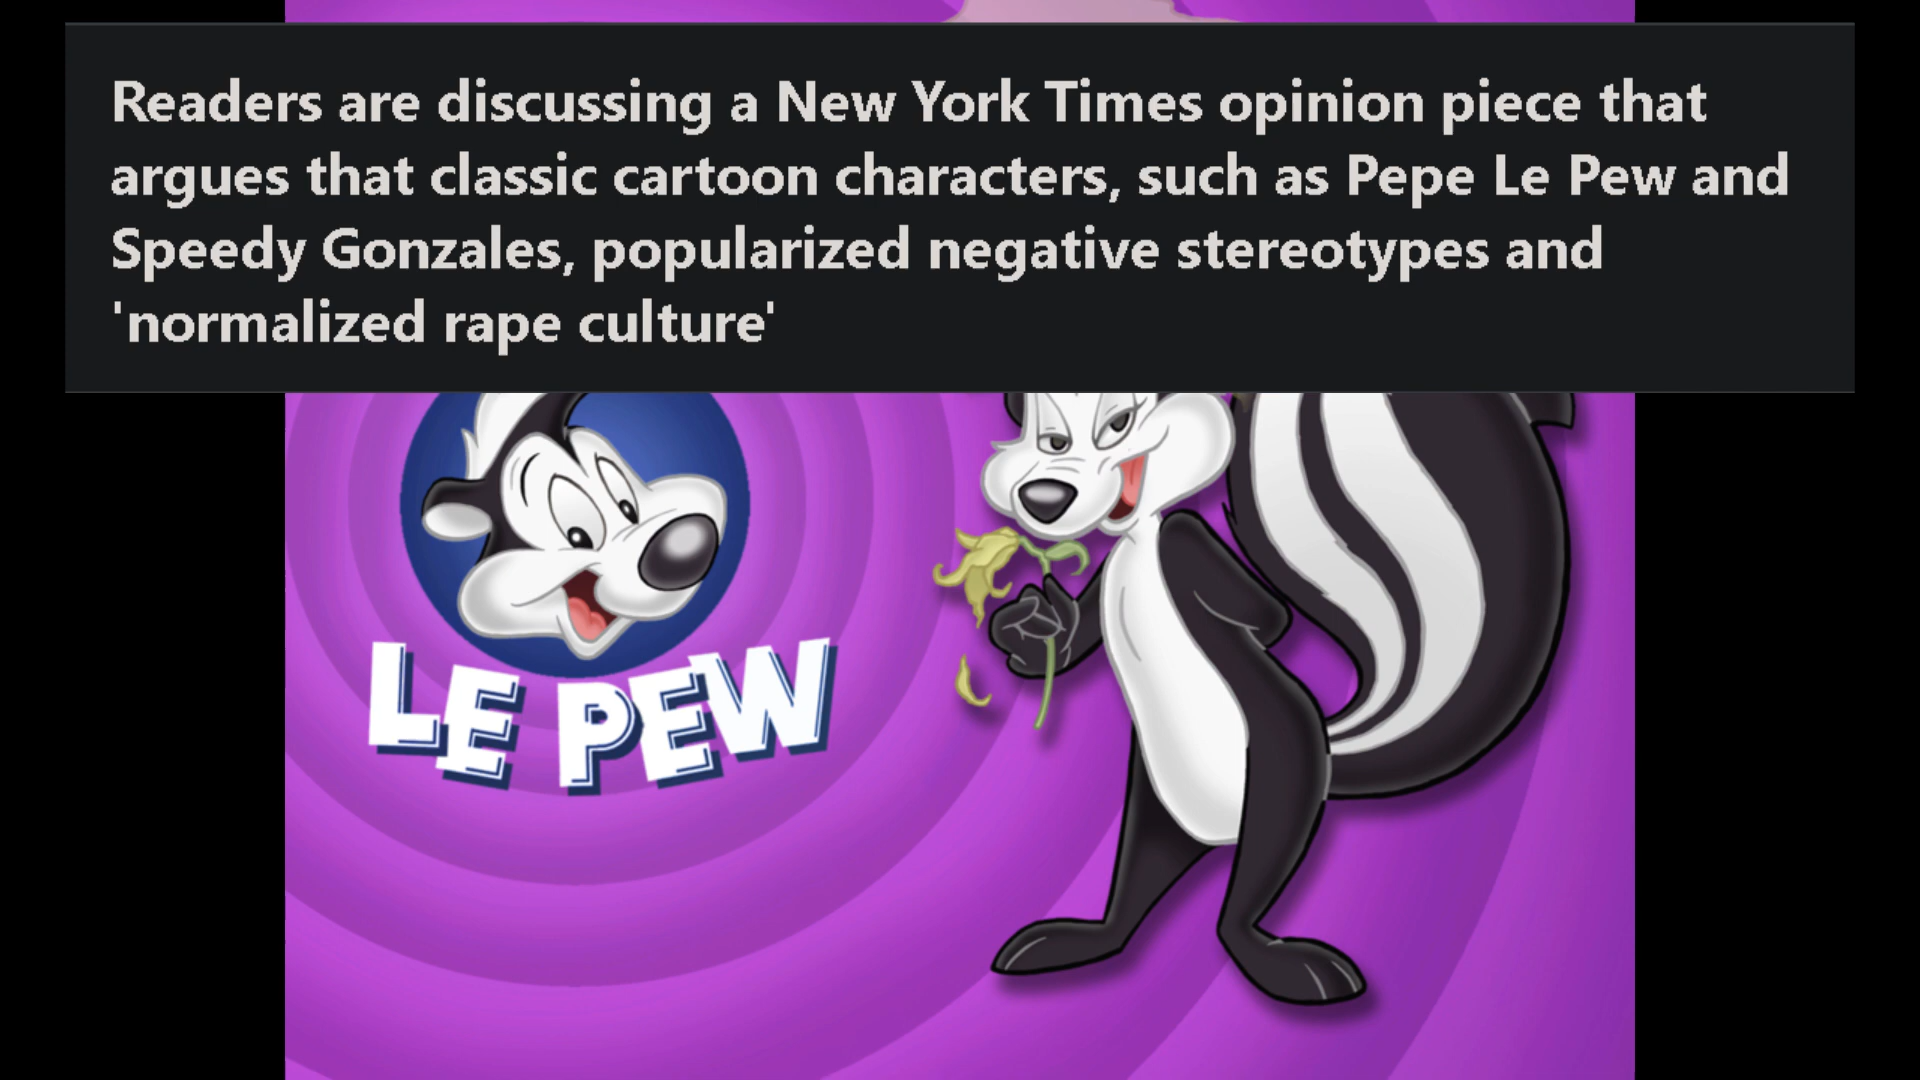 Readers are discussing a New York Times opinion piece that
argues that classic cartoon characters, such as Pepe Le Pew and
Speedy Gonzales, popularized negative stereotypes and
'normalized rape culture'
LE PEW